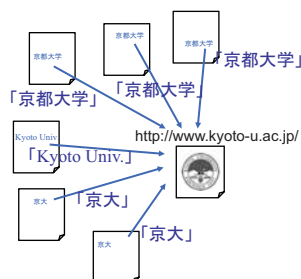 京都大学
京都大学
京都大学
「京都大学」
「京都大学」
「京都大学」
http://www.kyoto-u.ac.jp/
Kyoto Univ.
「Kyoto Univ.」
京大
「京大」
京大
「京大」